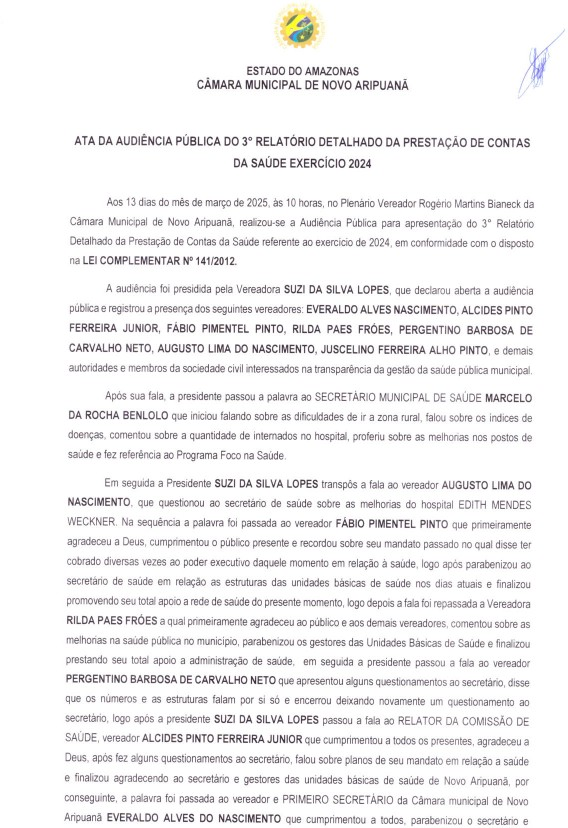 ESTADO DO AMAZONAS
CÂMARA MUNICIPAL DE NOVO ARIPUANÃ
ATA DA AUDIÊNCIA PÚBLICA DO 3° RELATÓRIO DETALHADO DA PRESTAÇÃO DE CONTAS
DA SAÚDE EXERCÍCIO 2024
Aos 13 dias do mês de março de 2025, às 10 horas, no Plenário Vereador Rogério Martins Bianeck da
Câmara Municipal de Novo Aripuanã, realizou-se a Audiência Pública para apresentação do 3° Relatório
Detalhado da Prestação de Contas da Saúde referente ao exercício de 2024, em conformidade com o disposto
na LEI COMPLEMENTAR Nº 141/2012.
A audiência foi presidida pela Vereadora SUZI DA SILVA LOPES, que declarou aberta a audiência
pública e registrou a presença dos seguintes vereadores: EVERALDO ALVES NASCIMENTO, ALCIDES PINTO
FERREIRA JUNIOR, FÁBIO PIMENTEL PINTO, RILDA PAES FRÓES, PERGENTINO BARBOSA DE
CARVALHO NETO, AUGUSTO LIMA DO NASCIMENTO, JUSCELINO FERREIRA ALHO PINTO, e demais
autoridades e membros da sociedade civil interessados na transparência da gestão da saúde pública municipal.
Após sua fala, a presidente passou a palavra ao SECRETÁRIO MUNICIPAL DE SAÚDE MARCELO
DA ROCHA BENLOLO que iniciou falando sobre as dificuldades de ir a zona rural, falou sobre os índices de
doenças, comentou sobre a quantidade de internados no hospital, proferiu sobre as melhorias nos postos de
saúde e fez referência ao Programa Foco na Saúde.
Em seguida a Presidente SUZI DA SILVA LOPES transpôs a fala ao vereador AUGUSTO LIMA DO
NASCIMENTO, que questionou ao secretário de saúde sobre as melhorias do hospital EDITH MENDES
WECKNER. Na sequência a palavra foi passada ao vereador FÁBIO PIMENTEL PINTO que primeiramente
agradeceu a Deus, cumprimentou o público presente e recordou sobre seu mandato passado no qual disse ter
cobrado diversas vezes ao poder executivo daquele momento em relação à saúde, logo após parabenizou ao
secretário de saúde em relação as estruturas das unidades básicas de saúde nos dias atuais e finalizou
promovendo seu total apoio a rede de saúde do presente momento, logo depois a fala foi repassada a Vereadora
RILDA PAES FRÓES a qual primeiramente agradeceu ao público e aos demais vereadores, comentou sobre as
melhorias na saúde pública no município, parabenizou os gestores das Unidades Básicas de Saúde e finalizou
prestando seu total apoio a administração de saúde, em seguida a presidente passou a fala ao vereador
PERGENTINO BARBOSA DE CARVALHO NETO que apresentou alguns questionamentos ao secretário, disse
que os números e as estruturas falam por si só e encerrou deixando novamente um questionamento ao
secretário, logo após a presidente SUZI DA SILVA LOPES passou a fala ao RELATOR DA COMISSÃO DE
SAÚDE, vereador ALCIDES PINTO FERREIRA JUNIOR que cumprimentou a todos os presentes, agradeceu a
Deus, após fez alguns questionamentos ao secretário, falou sobre planos de seu mandato em relação a saúde
e finalizou agradecendo ao secretário e gestores das unidades básicas de saúde de Novo Aripuanã, por
conseguinte, a palavra foi passada ao vereador e PRIMEIRO SECRETÁRIO da Câmara municipal de Novo
Aripuanã EVERALDO ALVES DO NASCIMENTO que cumprimentou a todos, parabenizou o secretário e